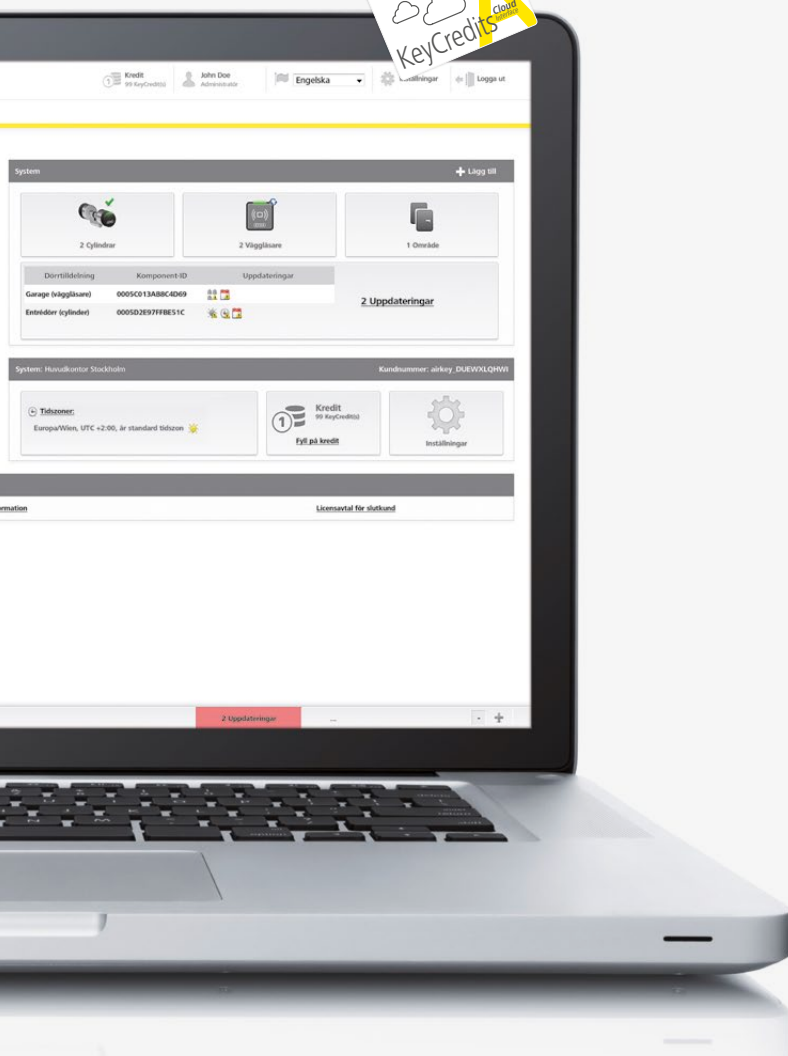 Cloud
Interface
KeyCredits
Kredit
99 KeyCredit(s)
John Doe
Administratör
Engelska
Logga ut
System
Lägg till
2 Cylindrar
2 Väggläsare
1 Område
Dörrtilldelning Komponent-ID Uppdateringar
Garage (väggläsare) 0005C013AB8C4D69
Entrédörr (cylinder) 0005D2E97FFBE51C
2 Uppdateringar
System: Huvudkontor Stockholm Kundnummer: airkey_DUEWXLQHWI
Tidszoner:
Europa/Wien, UTC +2:00, är standard tidszon
Kredit
99 KeyCredit(s)
Fyll på kredit
Inställningar
Licensavtal för slutkund
2 Uppdateringar
...
option